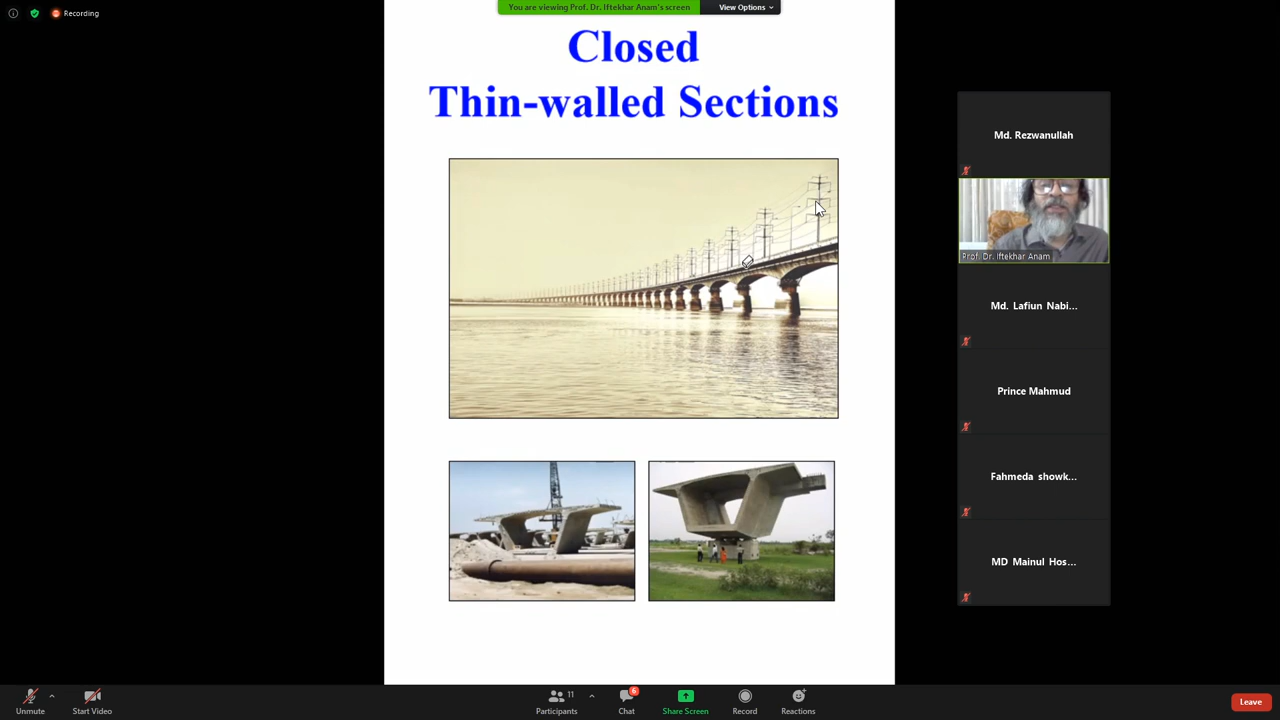 Recording
You are viewing Prof. Dr. Iftekhar Anam's screen
View Options
Closed
Thin-walled Sections
Md. Rezwanullah
Prof. Dr. Iftekhar Anam
Md. Lafiun Nabi...
Prince Mahmud
Fahmeda showk...
MD Mainul Hos...
Unmute
Start Video
Participants
11
Chat
6
Share Screen
Record
Reactions
Leave